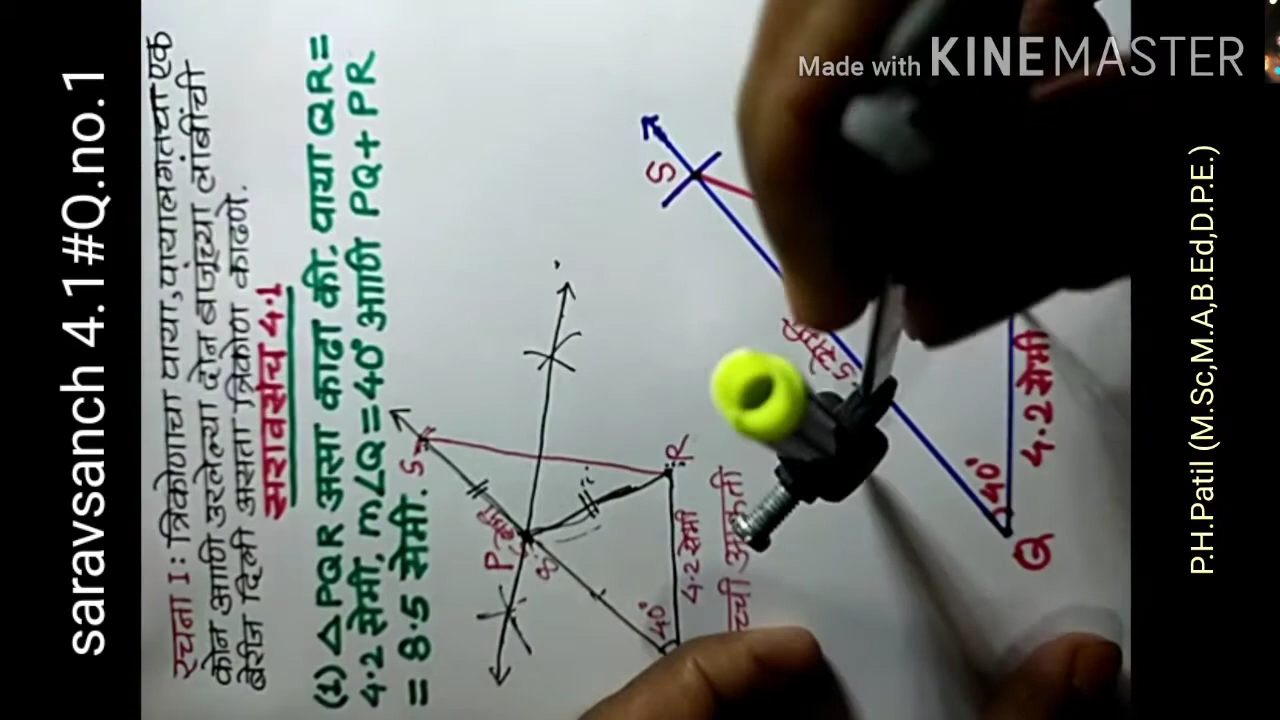 saravsanch 4.1#Q.no.1
रचना I : त्रिकोणाचा पाया, पायालगतचा एक
कोन आणि उरलेल्या दोन बाजूंच्या लांबींची
बेरीज दिली असता त्रिकोण काढणे.
सरावसंच 4.1
(1) △ PQR असा काढा की, पाया QR =
4.2 सेमी, m∠Q = 40° आणि PQ + PR
= 8.5 सेमी.
S
P
R
40°
4.2 सेमी
च्ची आकृती
S
40°
Q
4.2 सेमी
Made with KINEMASTER
P.H.Patil (M.Sc,M.A,B.Ed,D.P.E.)